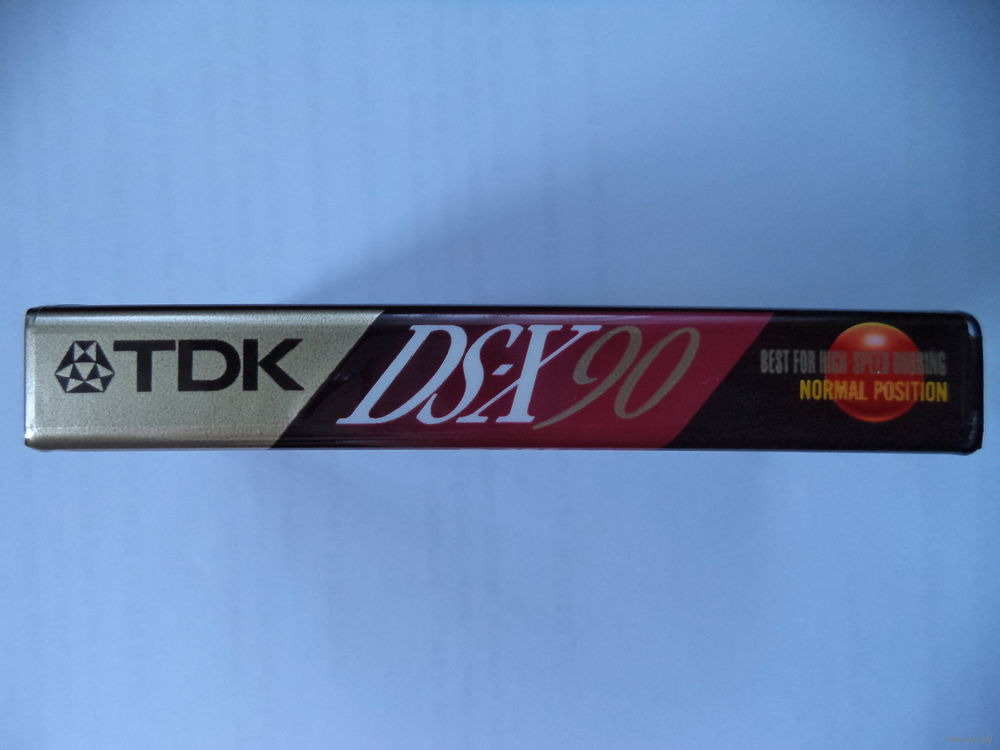 TDK
DS-X90
BEST FOR HIGH-SPEED DUBBING
NORMAL POSITION